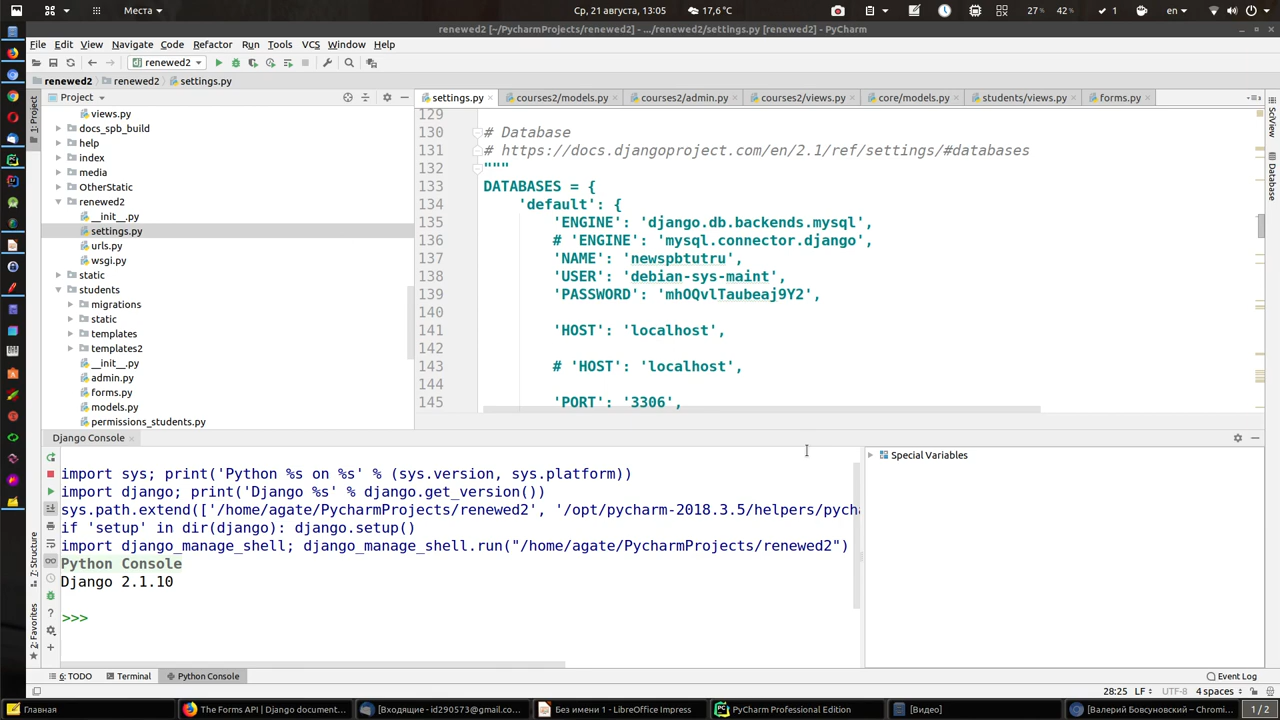 Места
Ср, 21 августа, 13:05
17,6°C
27%
42%
1
en
renewed2 [~/PycharmProjects/renewed2] - .../renewed2/settings.py [renewed2] - PyCharm
File Edit View Navigate Code Refactor Run Tools VCS Window Help
renewed2
renewed2 renewed2 settings.py
Project
settings.py courses2/models.py courses2/admin.py courses2/views.py core/models.py students/views.py forms.py
1: Project
views.py
docs_spb_build
help
index
media
OtherStatic
renewed2
__init__.py
settings.py
urls.py
wsgi.py
static
students
migrations
static
templates
templates2
__init__.py
admin.py
forms.py
models.py
permissions_students.py
129
130 # Database
131 # https://docs.djangoproject.com/en/2.1/ref/settings/#databases
132 """
133 DATABASES = {
134 'default': {
135 'ENGINE': 'django.db.backends.mysql',
136 # 'ENGINE': 'mysql.connector.django',
137 'NAME': 'newspbtutru',
138 'USER': 'debian-sys-maint',
139 'PASSWORD': 'mhOQvlTaubeaj9Y2',
140
141 'HOST': 'localhost',
142
143 # 'HOST': 'localhost',
144
145 'PORT': '3306',
SciView
Database
Django Console
import sys; print('Python %s on %s' % (sys.version, sys.platform))
import django; print('Django %s' % django.get_version())
sys.path.extend(['/home/agate/PycharmProjects/renewed2', '/opt/pycharm-2018.3.5/helpers/pycha
if 'setup' in dir(django): django.setup()
import django_manage_shell; django_manage_shell.run("/home/agate/PycharmProjects/renewed2")
Python Console
Django 2.1.10
>>>
Special Variables
7: Structure
2: Favorites
6: TODO Terminal Python Console
Event Log
28:25 LF UTF-8 4 spaces
Главная
The Forms API | Django document...
[Входящие - id290573@gmail.co...
Без имени 1 - LibreOffice Impress
PyCharm Professional Edition
[Видео]
[Валерий Бовсуновский – Chromi...
1/2